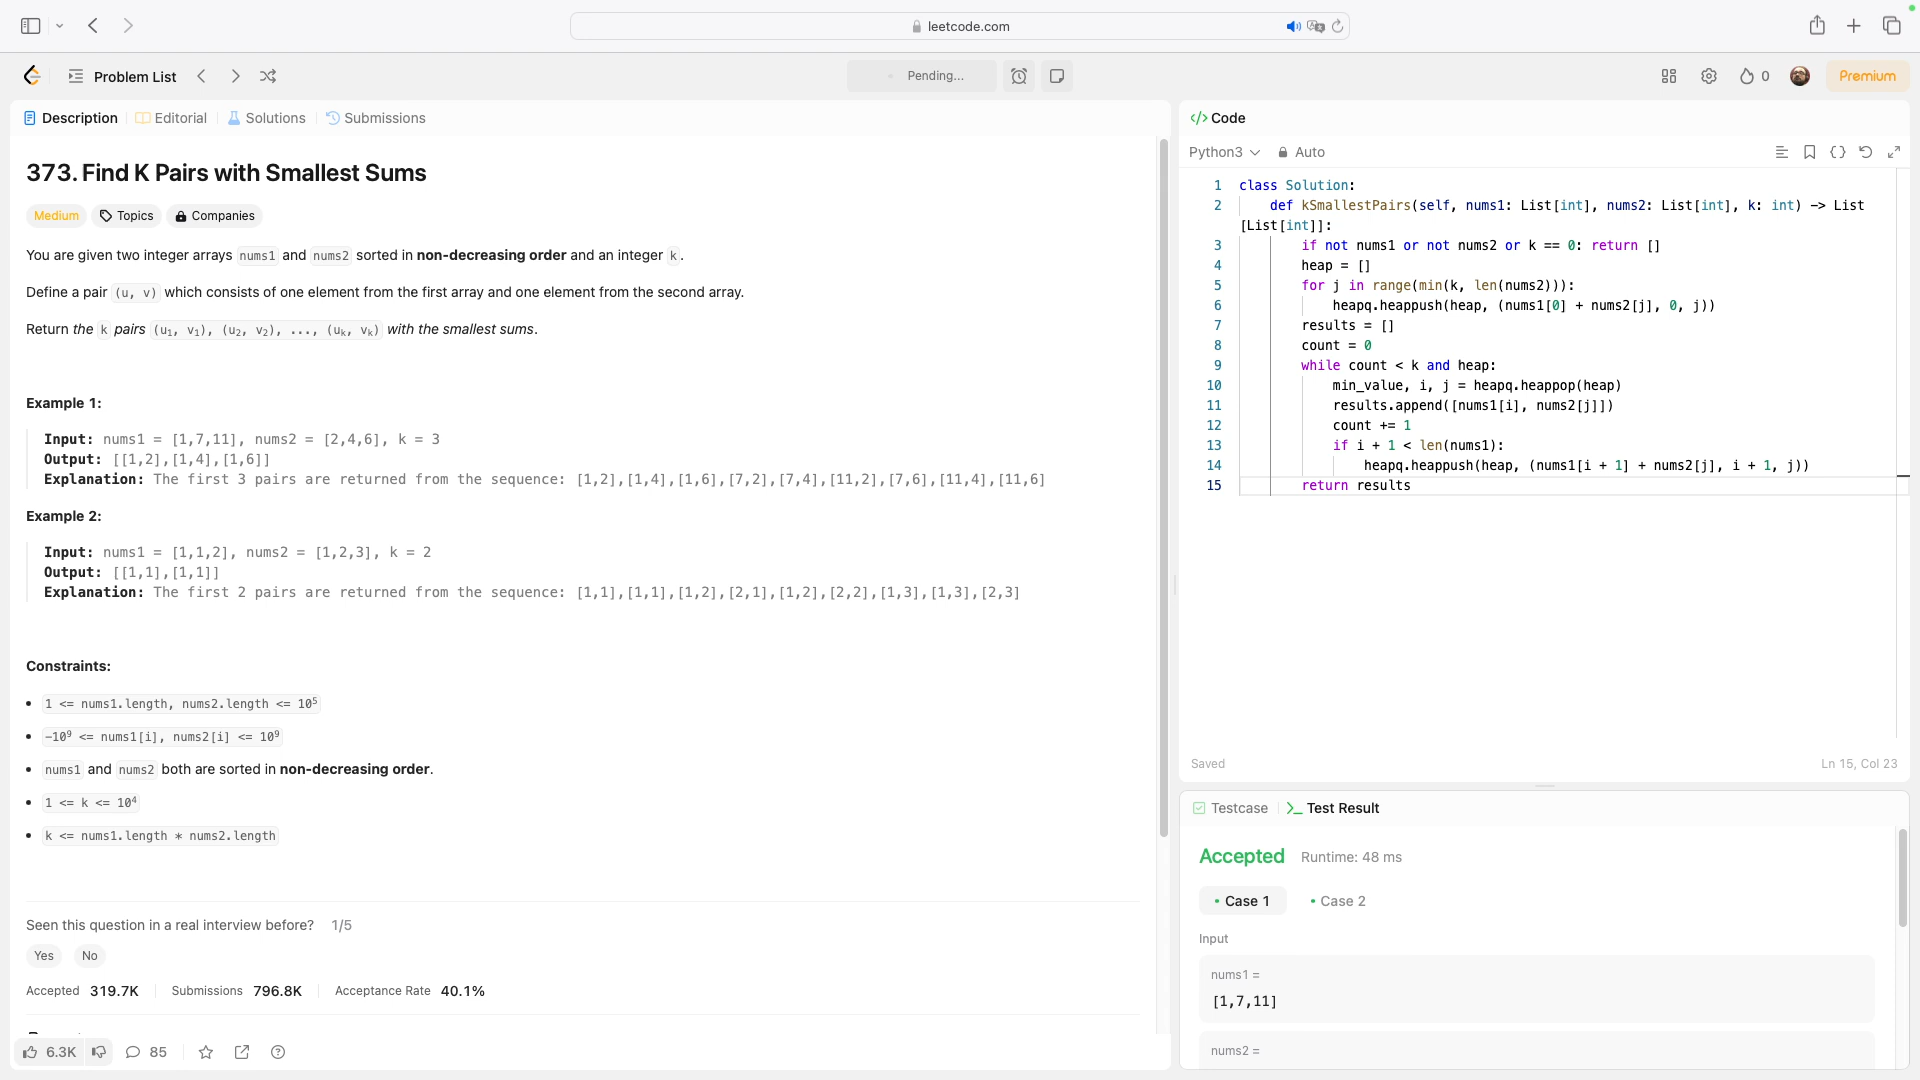 leetcode.com
Problem List
Pending...
0
Premium
Description
Editorial
Solutions
Submissions
373. Find K Pairs with Smallest Sums
Medium
Topics
Companies
You are given two integer arrays nums1 and nums2 sorted in non-decreasing order and an integer k.
Define a pair (u, v) which consists of one element from the first array and one element from the second array.
Return the k pairs (u₁, v₁), (u₂, v₂), ..., (uₖ, vₖ) with the smallest sums.
Example 1:
Input: nums1 = [1,7,11], nums2 = [2,4,6], k = 3
Output: [[1,2],[1,4],[1,6]]
Explanation: The first 3 pairs are returned from the sequence: [1,2],[1,4],[1,6],[7,2],[7,4],[11,2],[7,6],[11,4],[11,6]
Example 2:
Input: nums1 = [1,1,2], nums2 = [1,2,3], k = 2
Output: [[1,1],[1,1]]
Explanation: The first 2 pairs are returned from the sequence: [1,1],[1,1],[1,2],[2,1],[1,2],[2,2],[1,3],[1,3],[2,3]
Constraints:
• 1 <= nums1.length, nums2.length <= 10⁵
• -10⁹ <= nums1[i], nums2[i] <= 10⁹
• nums1 and nums2 both are sorted in non-decreasing order.
• 1 <= k <= 10⁴
• k <= nums1.length * nums2.length
Seen this question in a real interview before? 1/5
Yes
No
Accepted 319.7K
Submissions 796.8K
Acceptance Rate 40.1%
6.3K
85
</> Code
Python3
Auto
1 class Solution:
2     def kSmallestPairs(self, nums1: List[int], nums2: List[int], k: int) -> List
[List[int]]:
3         if not nums1 or not nums2 or k == 0: return []
4         heap = []
5         for j in range(min(k, len(nums2))):
6             heapq.heappush(heap, (nums1[0] + nums2[j], 0, j))
7         results = []
8         count = 0
9         while count < k and heap:
10             min_value, i, j = heapq.heappop(heap)
11             results.append([nums1[i], nums2[j]])
12             count += 1
13             if i + 1 < len(nums1):
14                 heapq.heappush(heap, (nums1[i + 1] + nums2[j], i + 1, j))
15         return results
Saved
Ln 15, Col 23
Testcase
>_ Test Result
Accepted
Runtime: 48 ms
• Case 1
• Case 2
Input
nums1 =
[1,7,11]
nums2 =